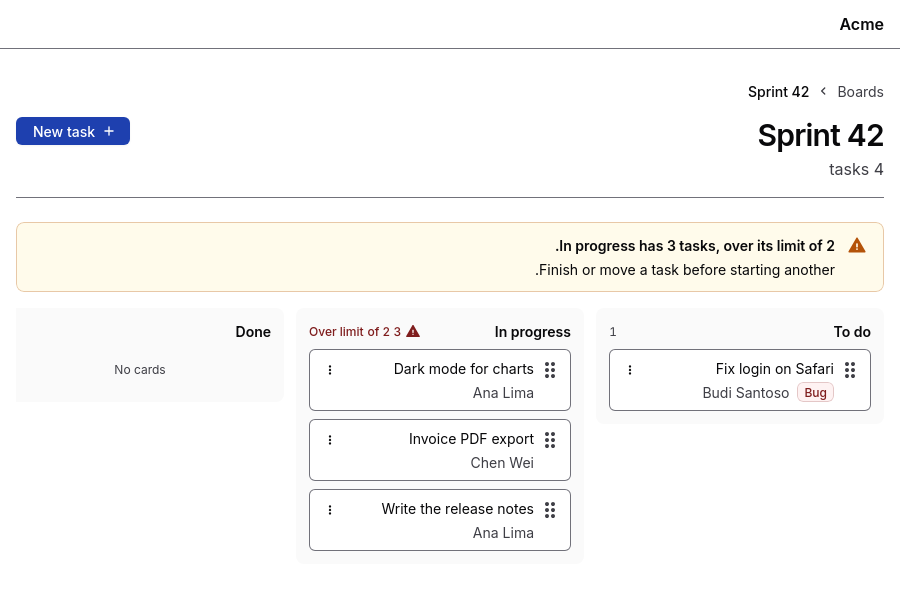 Acme
Boards
Sprint 42
Sprint 42
tasks 4
New task
.In progress has 3 tasks, over its limit of 2
.Finish or move a task before starting another
To do
1
Fix login on Safari
Bug
Budi Santoso
In progress
Over limit of 2 3
Dark mode for charts
Ana Lima
Invoice PDF export
Chen Wei
Write the release notes
Ana Lima
Done
No cards